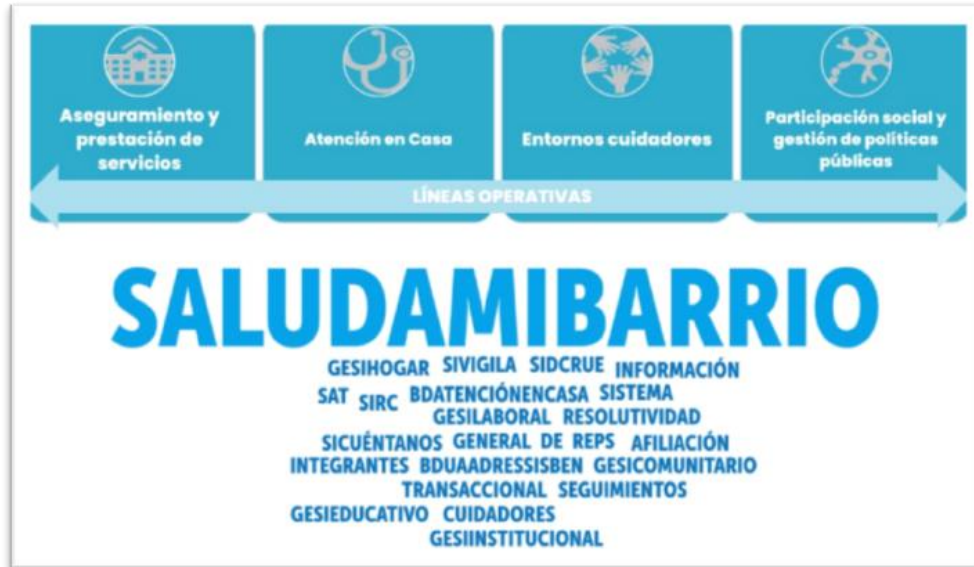 Aseguramiento y
prestación de
servicios
Atención en Casa
Entornos cuidadores
Participación social y
gestión de políticas
públicas
LÍNEAS OPERATIVAS
SALUDAMIBARRIO
GESIHOGAR SIVIGILA SIDCRUE INFORMACIÓN
SAT SIRC BDATENCIÓNENCASA SISTEMA
GESILABORAL RESOLUTIVIDAD
SICUÉNTANOS GENERAL DE REPS AFILIACIÓN
INTEGRANTES BDUAADRESSISBEN GESICOMUNITARIO
TRANSACCIONAL SEGUIMIENTOS
GESIEDUCATIVO CUIDADORES
GESIINSTITUCIONAL